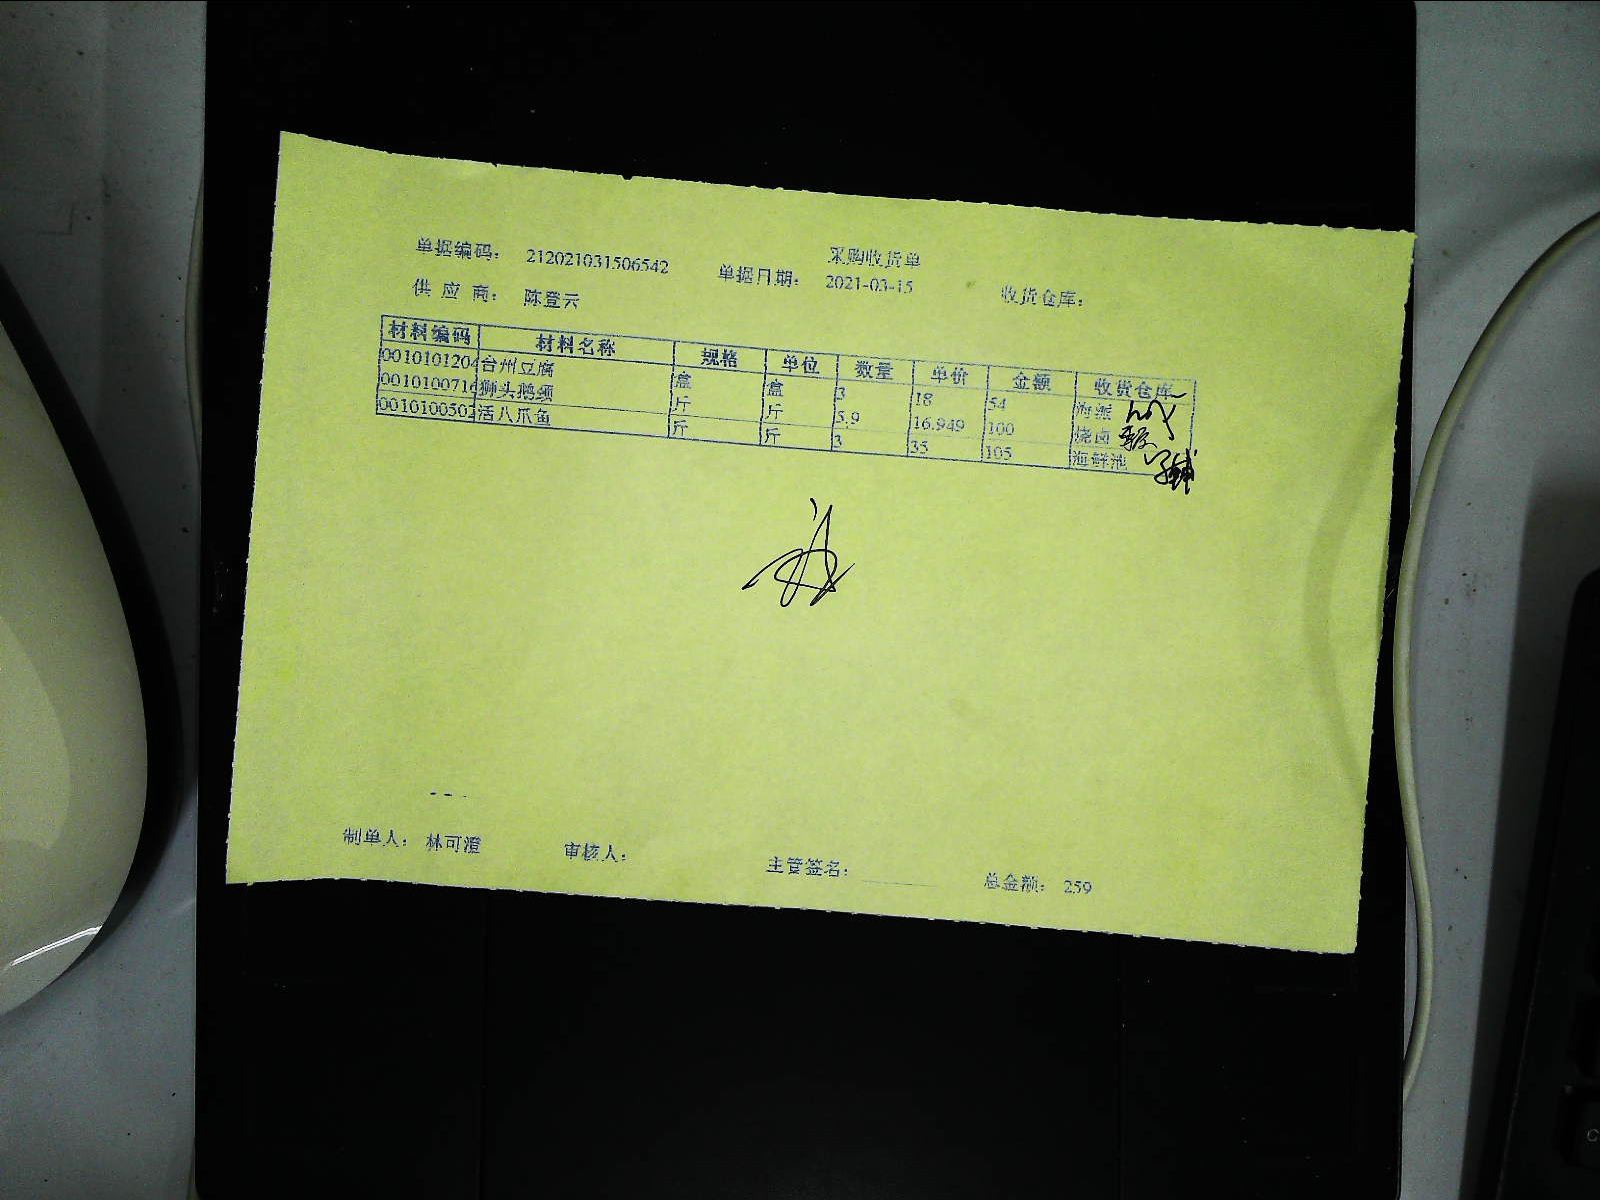 采购收货单
单据编码： 212021031506542 单据日期： 2021-03-15 收货仓库：
供 应 商： 陈登云
材料编码 材料名称 规格 单位 数量 单价 金额 收货仓库
0010101204 台州豆腐 盒 盒 3 18 54 海派
0010100716 狮头鹅颈 斤 斤 5.9 16.949 100 烧卤
0010100502 活八爪鱼 斤 斤 3 35 105 海鲜池
制单人： 林可澄 审核人： 主管签名： 总金额： 259